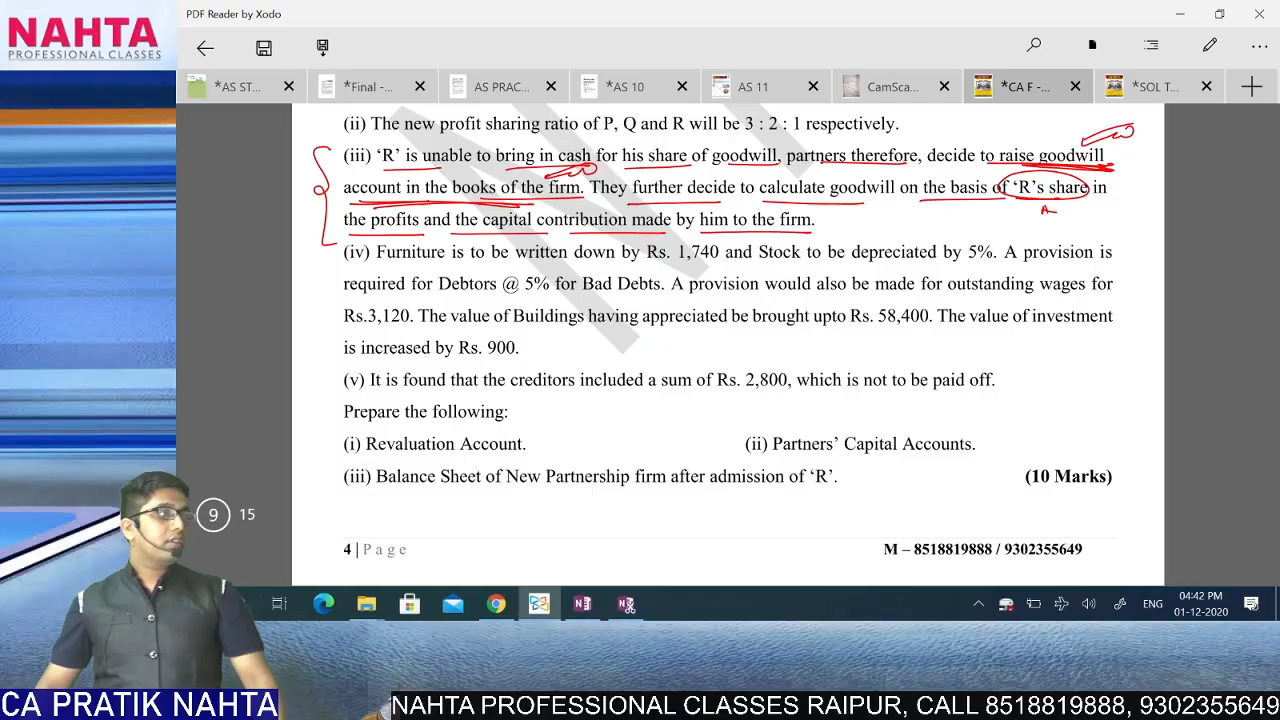 NAHTA
PROFESSIONAL CLASSES
PDF Reader by Xodo
*AS ST...
*Final -...
AS PRAC...
*AS 10
AS 11
CamSca...
*CA F -...
*SOL T...
(ii) The new profit sharing ratio of P, Q and R will be 3 : 2 : 1 respectively.
(iii) ‘R’ is unable to bring in cash for his share of goodwill, partners therefore, decide to raise goodwill
account in the books of the firm. They further decide to calculate goodwill on the basis of ‘R’s share in
the profits and the capital contribution made by him to the firm.
(iv) Furniture is to be written down by Rs. 1,740 and Stock to be depreciated by 5%. A provision is
required for Debtors @ 5% for Bad Debts. A provision would also be made for outstanding wages for
Rs.3,120. The value of Buildings having appreciated be brought upto Rs. 58,400. The value of investment
is increased by Rs. 900.
(v) It is found that the creditors included a sum of Rs. 2,800, which is not to be paid off.
Prepare the following:
(i) Revaluation Account. (ii) Partners’ Capital Accounts.
(iii) Balance Sheet of New Partnership firm after admission of ‘R’. (10 Marks)
9 15
4 | Page M – 8518819888 / 9302355649
ENG
04:42 PM
01-12-2020
CA PRATIK NAHTA
NAHTA PROFESSIONAL CLASSES RAIPUR, CALL 8518819888, 9302355649